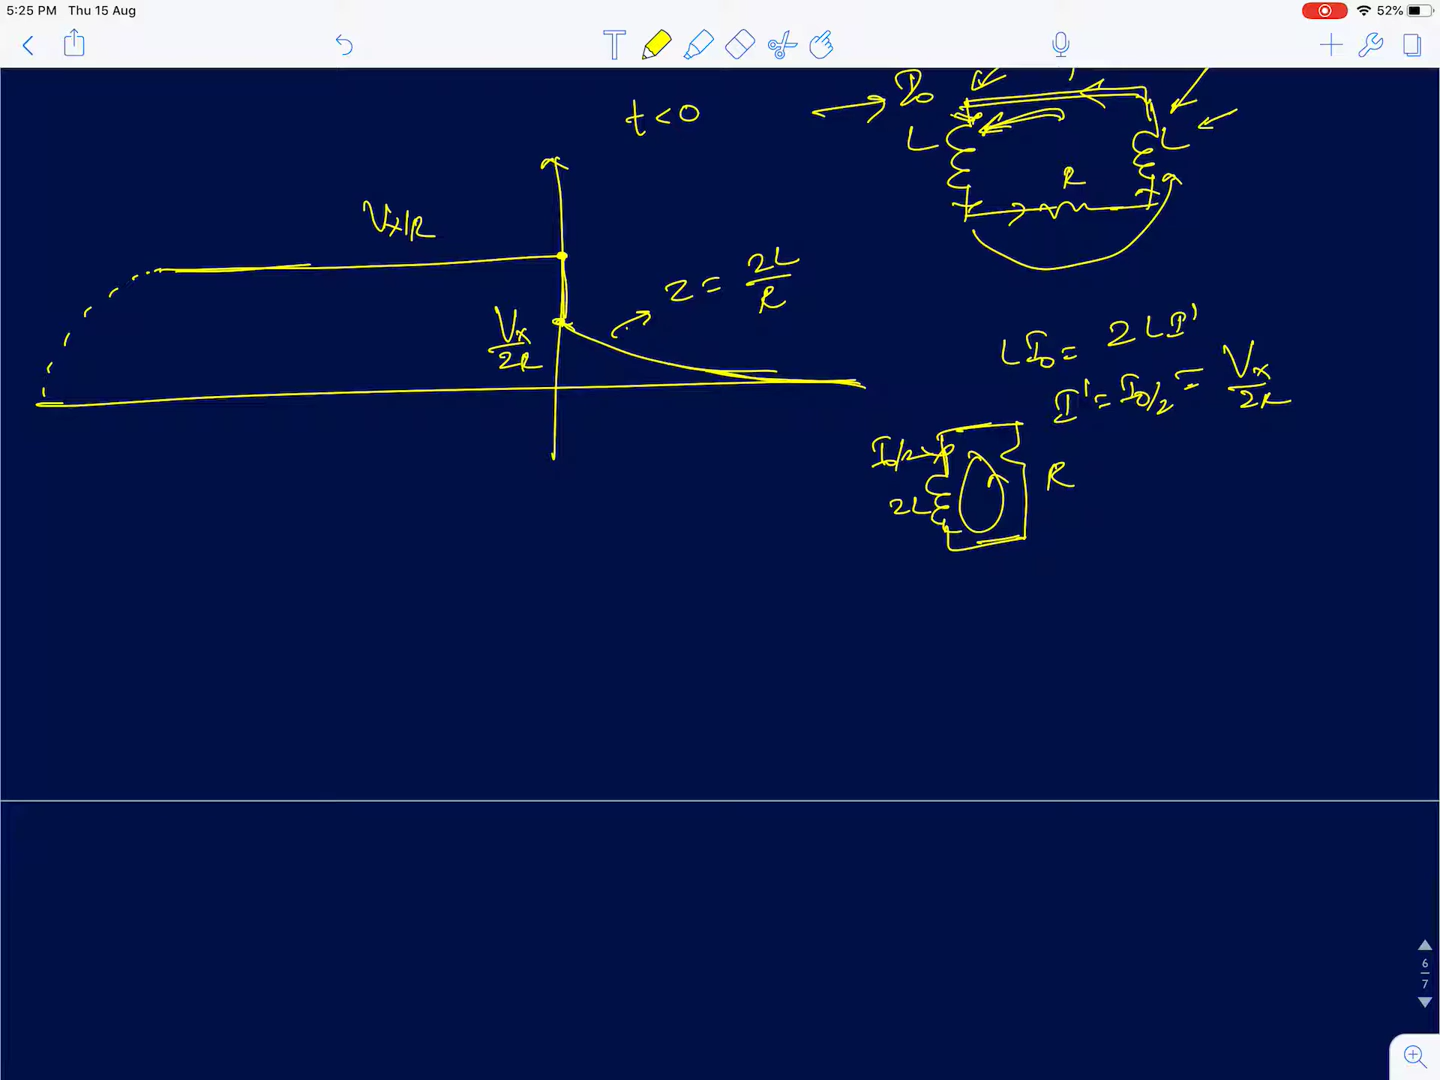 5:25 PM Thu 15 Aug
52%
T
t < 0
I₀
L
L
R
Vx/R
τ = 2L/R
Vx/2R
LI₀ = 2LI'
I' = I₀/2 = Vx/2R
I₀/2
2L
R
6
7